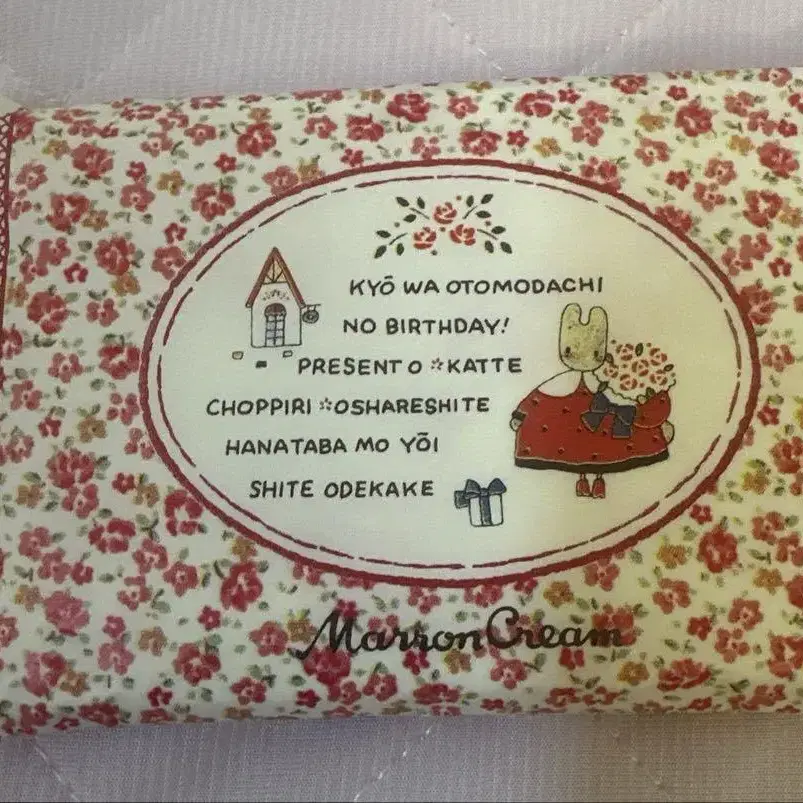 KYŌ WA OTOMODACHI
NO BIRTHDAY!
PRESENT O ☆KATTE
CHOPPIRI ☆OSHARESHITE
HANATABA MO YŌI
SHITE ODEKAKE
Marron Cream